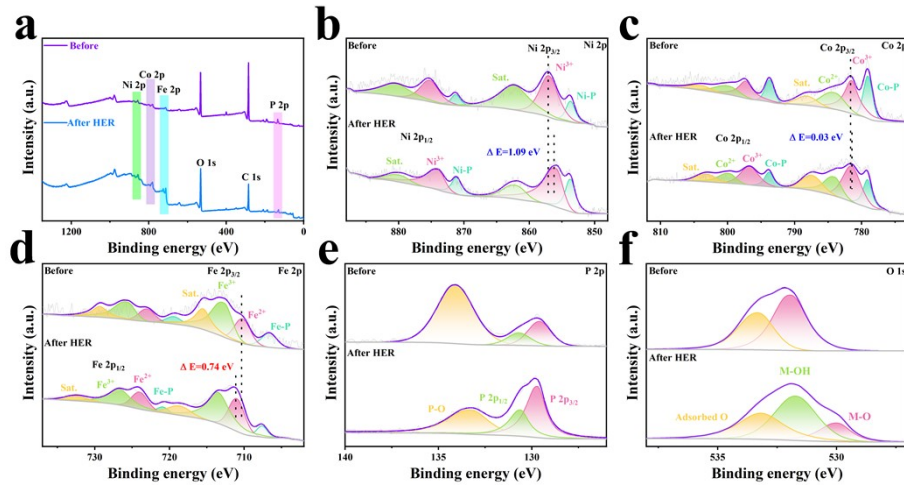 a
Before
Ni 2p
Co 2p
Fe 2p
P 2p
After HER
O 1s
C 1s
Intensity (a.u.)
1200 800 400 0
Binding energy (eV)
b
Before
Ni 2p3/2
Ni 2p
Sat.
Ni3+
Ni-P
After HER
Ni 2p1/2
Δ E=1.09 eV
Sat.
Ni3+
Ni-P
Intensity (a.u.)
880 870 860 850
Binding energy (eV)
c
Before
Co 2p3/2
Co 2p
Co3+
Sat.
Co2+
Co-P
After HER
Δ E=0.03 eV
Co 2p1/2
Sat.
Co2+
Co3+
Co-P
Intensity (a.u.)
810 800 790 780
Binding energy (eV)
d
Before
Fe 2p3/2
Fe 2p
Fe3+
Sat.
Fe2+
Fe-P
After HER
Fe 2p1/2
Δ E=0.74 eV
Sat.
Fe3+
Fe2+
Fe-P
Intensity (a.u.)
730 720 710
Binding energy (eV)
e
Before
P 2p
After HER
P-O
P 2p1/2
P 2p3/2
Intensity (a.u.)
140 135 130
Binding energy (eV)
f
Before
O 1s
After HER
M-OH
Adsorbed O
M-O
Intensity (a.u.)
535 530
Binding energy (eV)